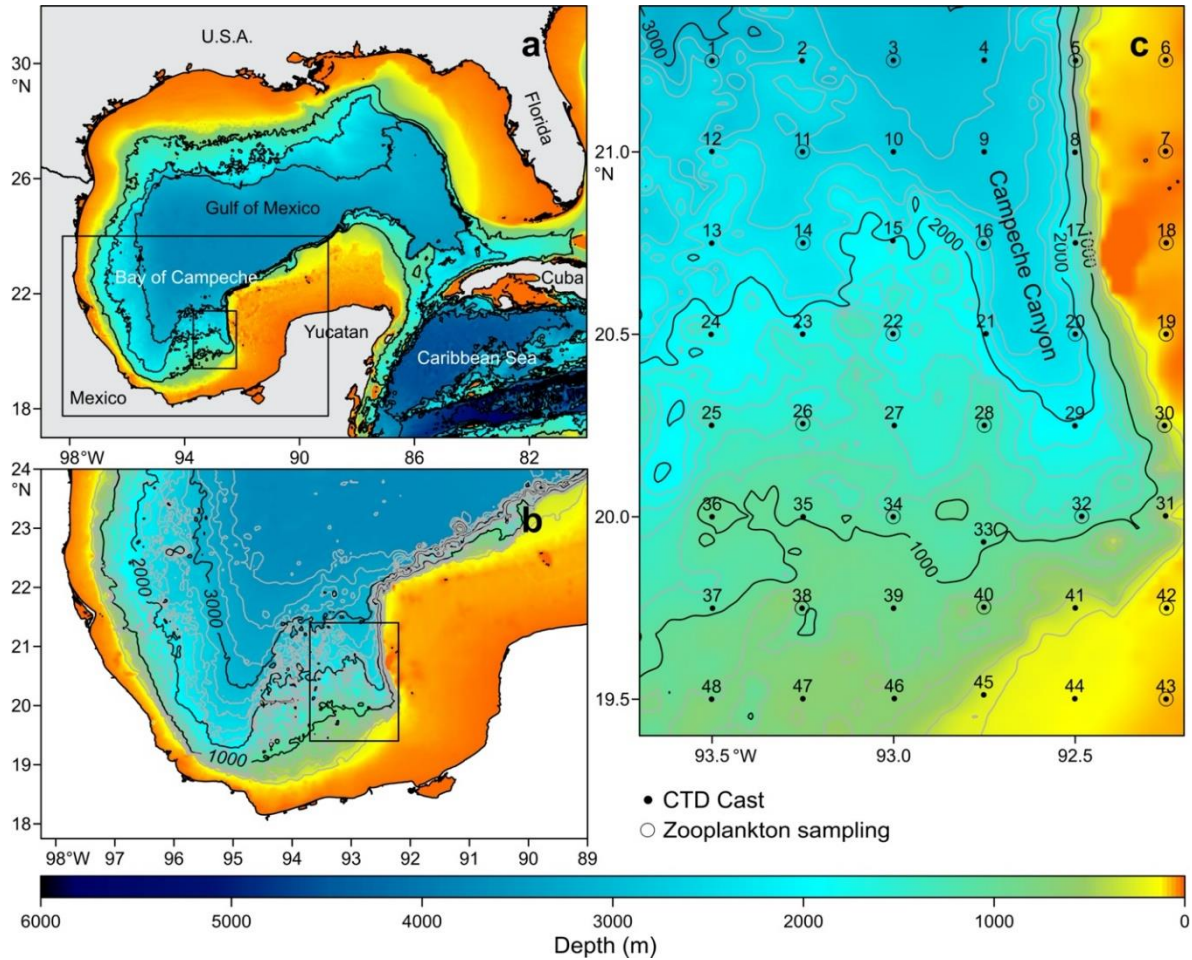 U.S.A.
a
30
°N
28
26
24
22
20
18
Florida
Gulf of Mexico
Bay of Campeche
Cuba
Yucatan
Caribbean Sea
Mexico
98°W 94 90 86 82
24
°N
23
22
21
20
19
18
b
2000
3000
1000
98°W 97 96 95 94 93 92 91 90 89
c
3000
1 2 3 4 5 6
12 11 10 9 8 7
21.0
°N
Campeche Canyon
13 14 15 16 17 18
2000
2000
1000
24 23 22 21 20 19
20.5
25 26 27 28 29 30
36 35 34 33 32 31
20.0
1000
37 38 39 40 41 42
48 47 46 45 44 43
19.5
93.5°W 93.0 92.5
CTD Cast
Zooplankton sampling
6000 5000 4000 3000 2000 1000 0
Depth (m)